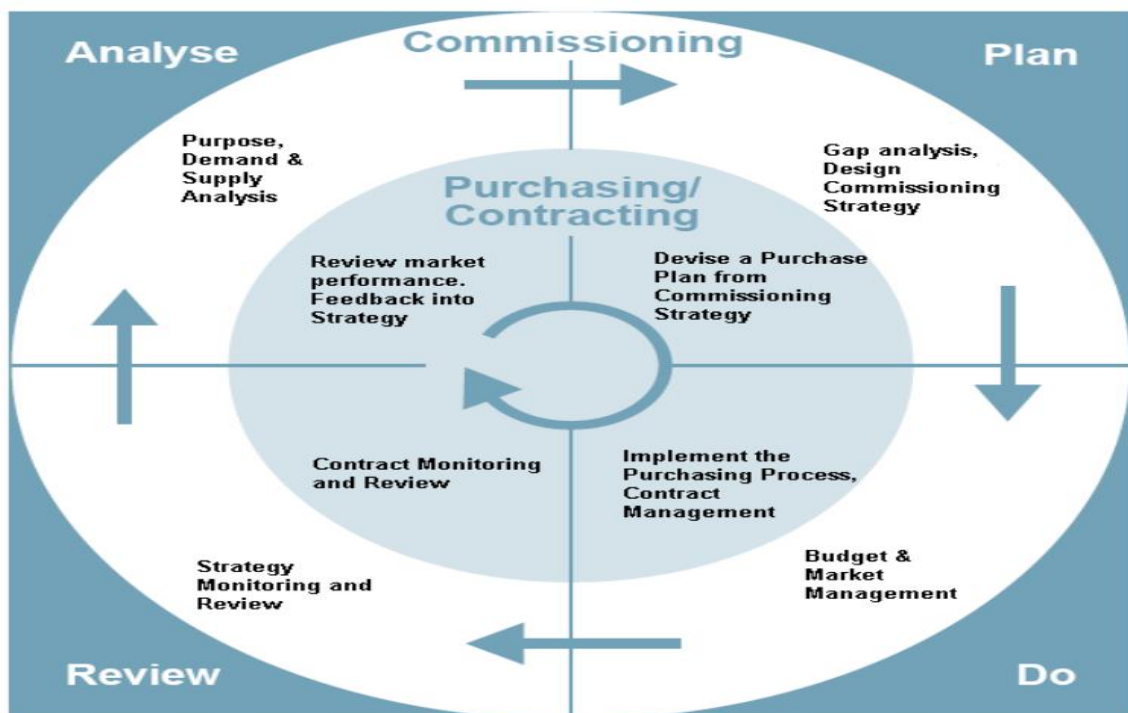 Analyse
Commissioning
Plan
Purpose,
Demand &
Supply
Analysis
Gap analysis,
Design
Commissioning
Strategy
Purchasing/
Contracting
Review market
performance.
Feedback into
Strategy
Devise a Purchase
Plan from
Commissioning
Strategy
Contract Monitoring
and Review
Implement the
Purchasing Process,
Contract
Management
Strategy
Monitoring and
Review
Budget &
Market
Management
Review
Do